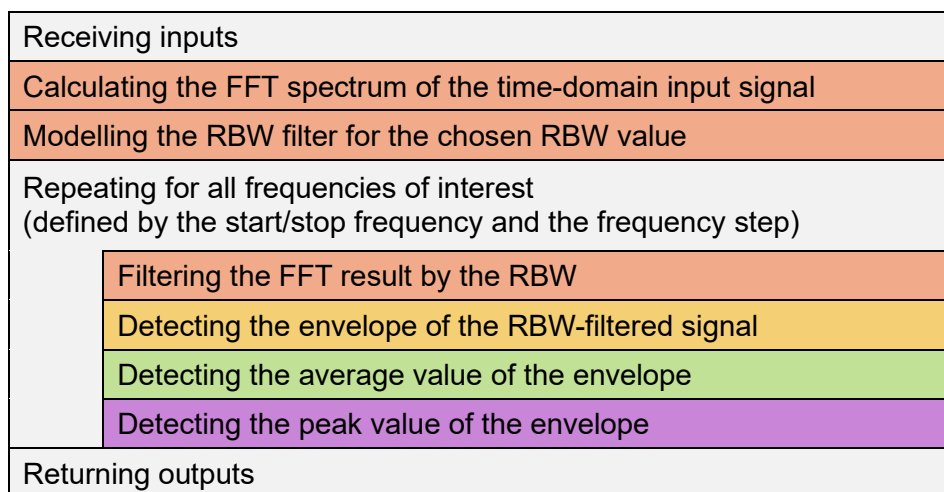 Receiving inputs
Calculating the FFT spectrum of the time-domain input signal
Modelling the RBW filter for the chosen RBW value
Repeating for all frequencies of interest
(defined by the start/stop frequency and the frequency step)
Filtering the FFT result by the RBW
Detecting the envelope of the RBW-filtered signal
Detecting the average value of the envelope
Detecting the peak value of the envelope
Returning outputs